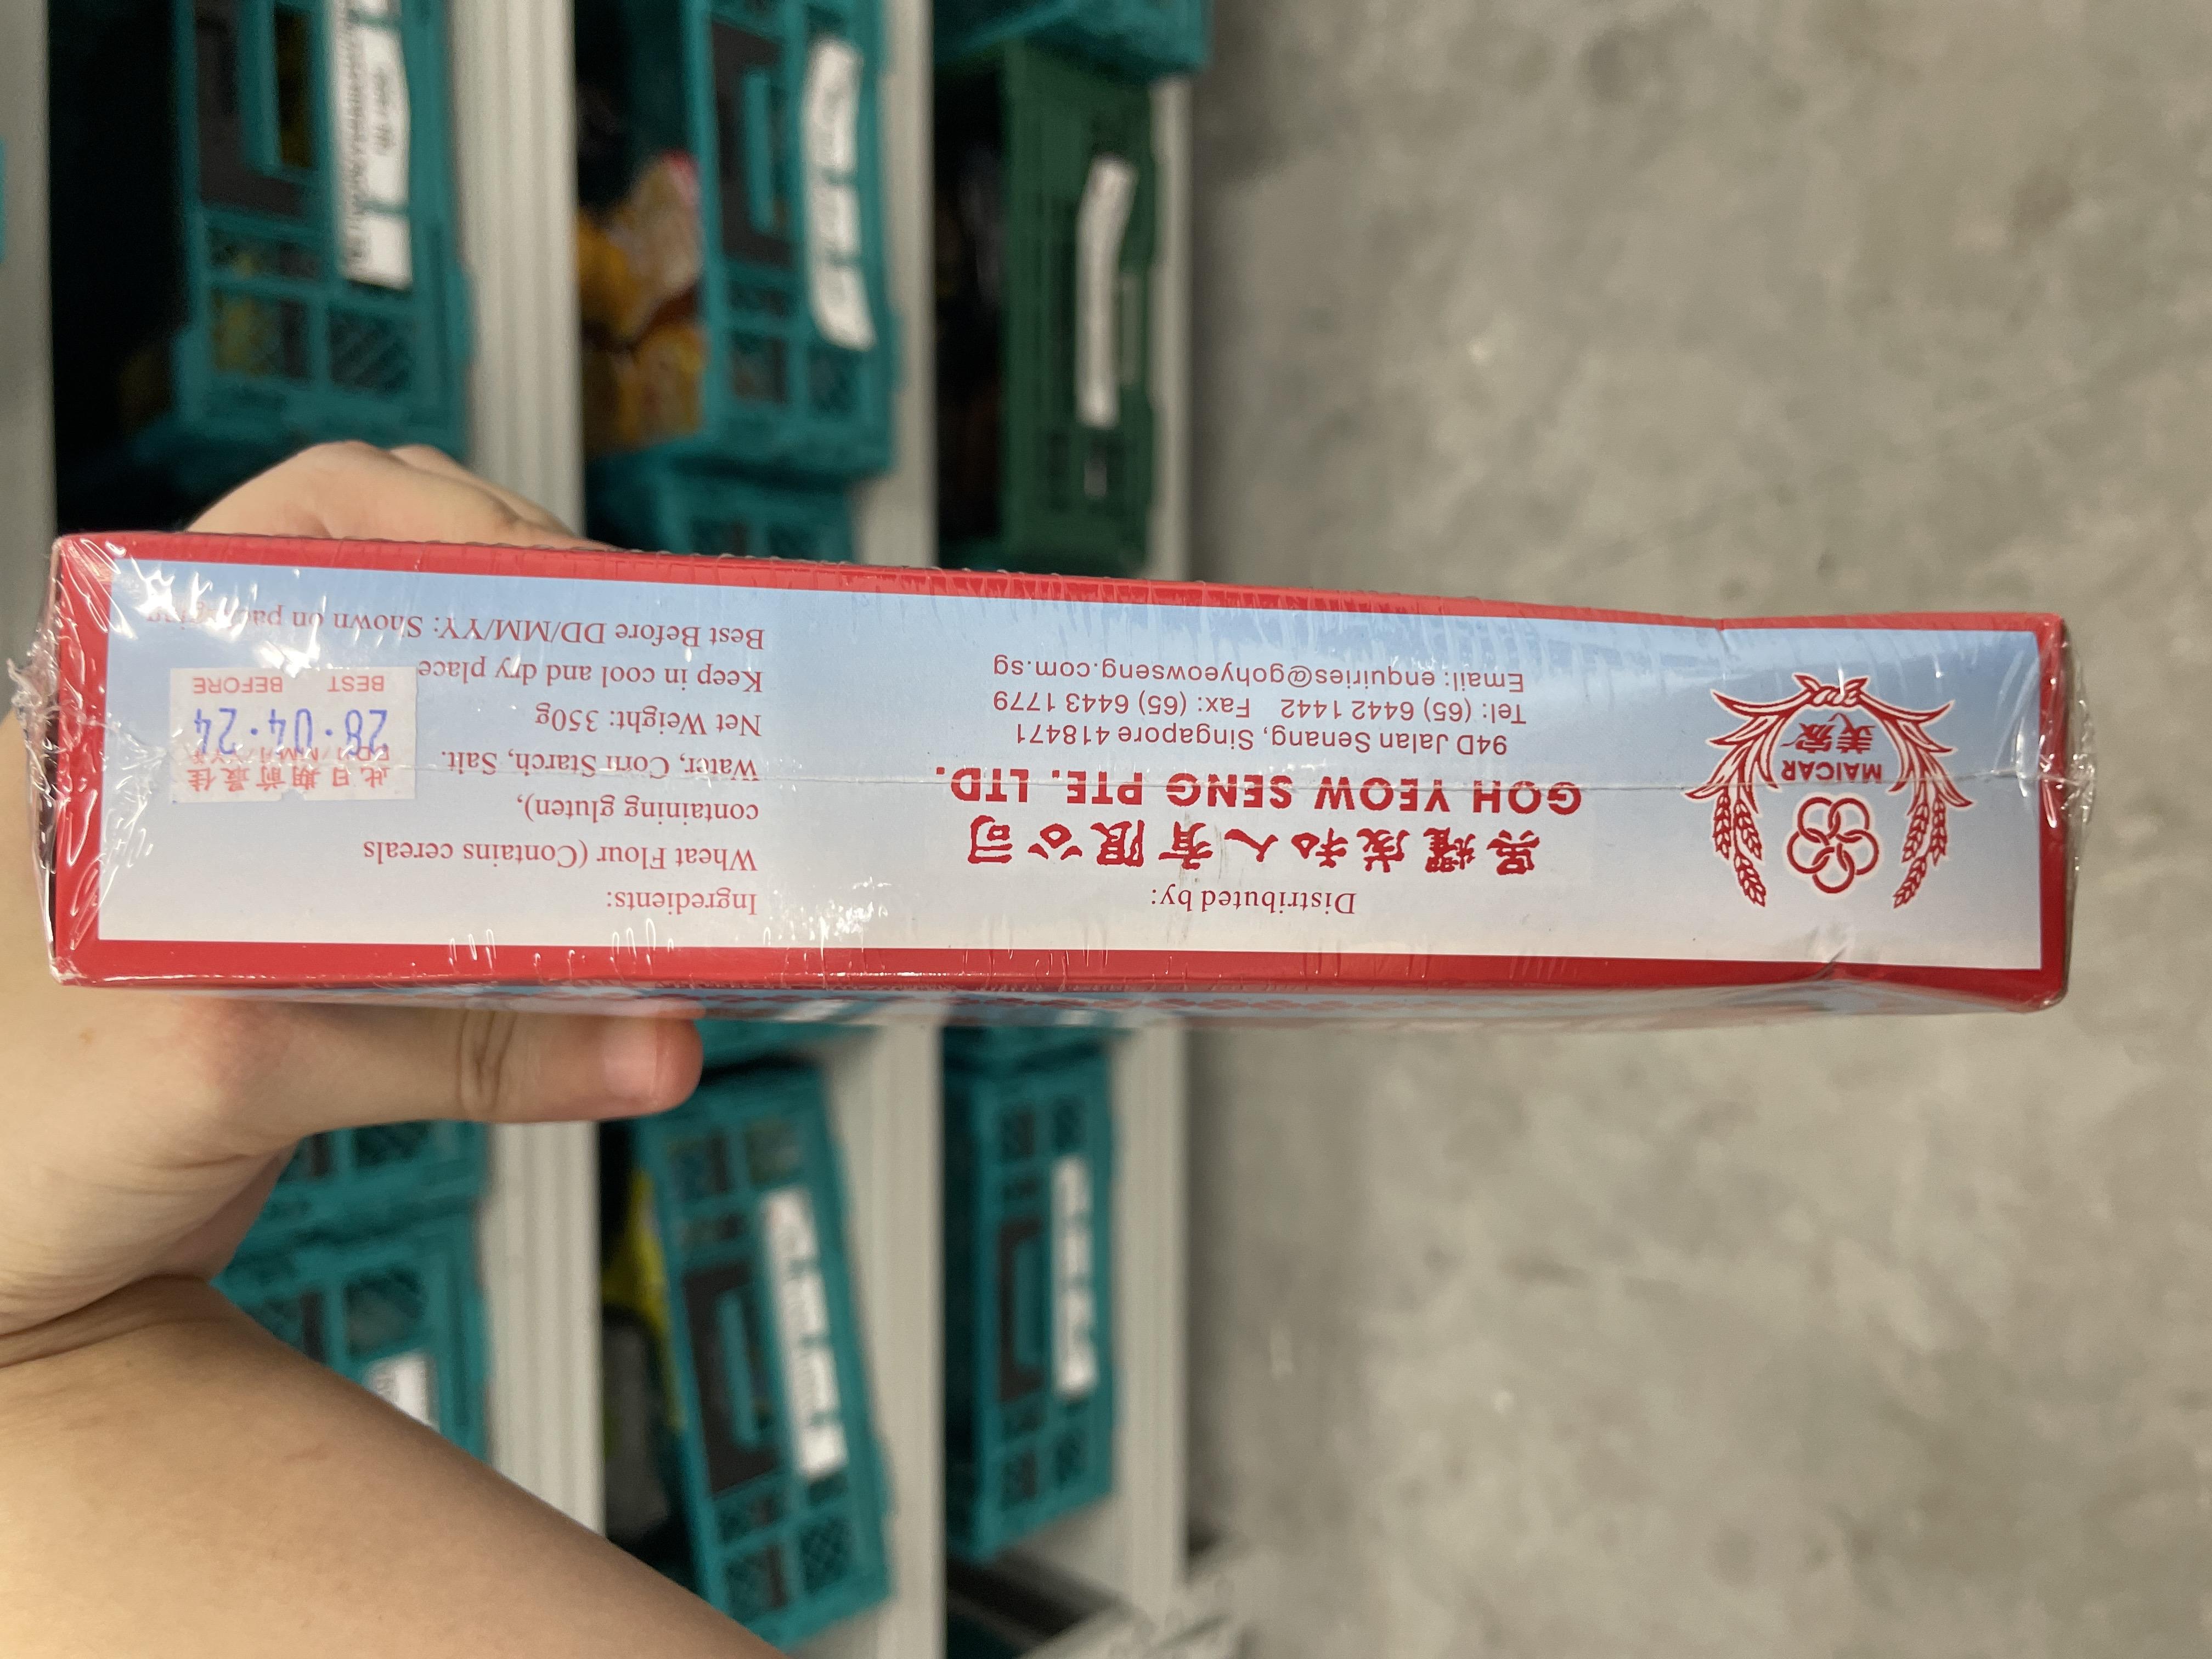 MAICAR
美家
Distributed by:
吳耀成私人有限公司
GOH YEOW SENG PTE. LTD.
94D Jalan Senang, Singapore 418471
Tel: (65) 6442 1442 Fax: (65) 6443 1779
Email: enquiries@gohyeowseng.com.sg
Ingredients:
Wheat Flour (Contains cereals
containing gluten),
Water, Corn Starch, Salt.
Net Weight: 350g
Keep in cool and dry place
Best Before DD/MM/YY: Shown on packaging
此日期前最佳
28·04·24
BEST BEFORE